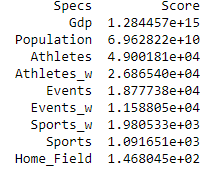 Specs Score
Gdp 1.284457e+15
Population 6.962822e+10
Athletes 4.900181e+04
Athletes_w 2.686540e+04
Events 1.877738e+04
Events_w 1.158805e+04
Sports_w 1.980533e+03
Sports 1.091651e+03
Home_Field 1.468045e+02